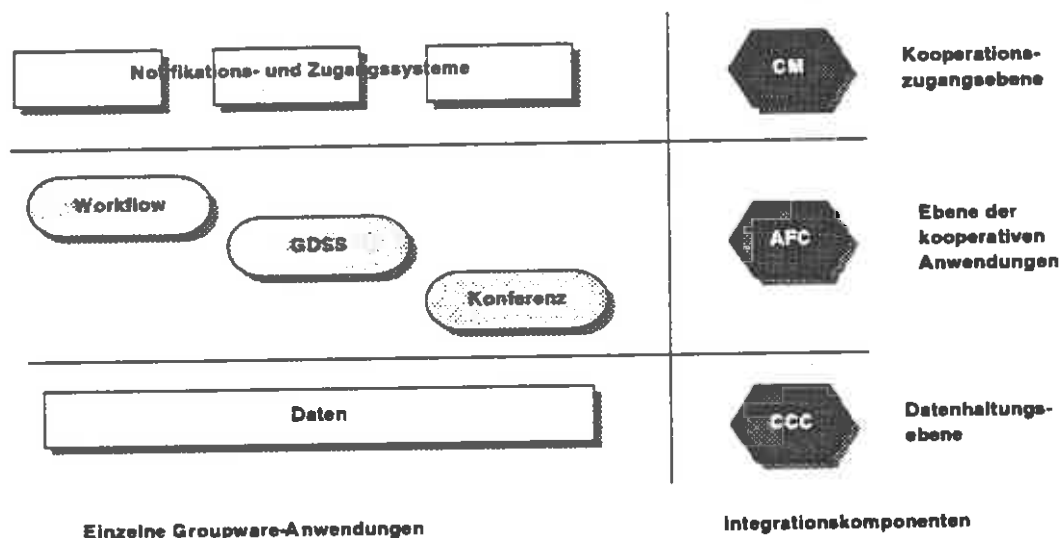 Notifikations- und Zugangssysteme
CM
Kooperations-
zugangsebene
Workflow
GDSS
Konferenz
AFC
Ebene der
kooperativen
Anwendungen
Daten
CCC
Datenhaltungs-
ebene
Einzelne Groupware-Anwendungen
Integrationskomponenten